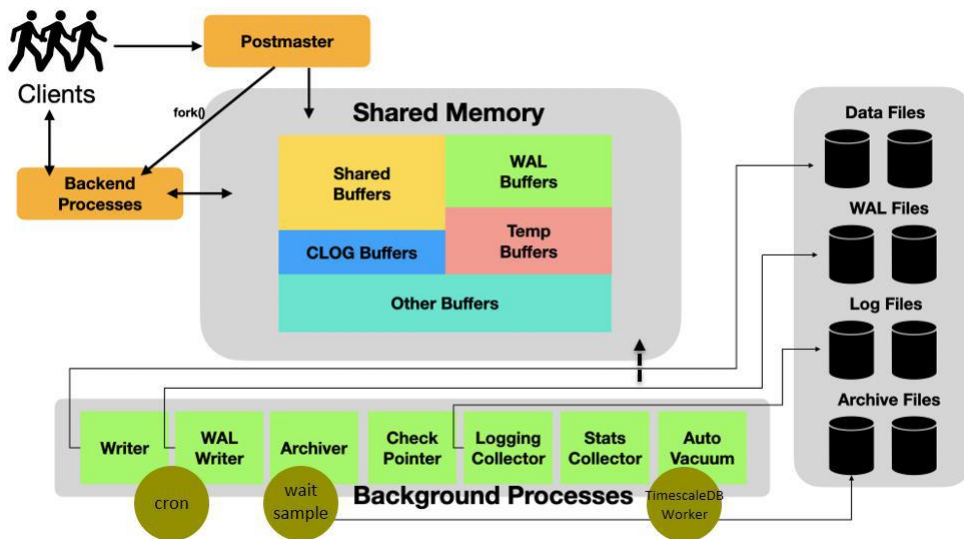 Clients
Postmaster
fork()
Backend
Processes
Shared Memory
Shared
Buffers
WAL
Buffers
CLOG Buffers
Temp
Buffers
Other Buffers
Data Files
WAL Files
Log Files
Archive Files
Writer
WAL
Writer
Archiver
Check
Pointer
Logging
Collector
Stats
Collector
Auto
Vacuum
Background Processes
cron
wait
sample
TimescaleDB
Worker